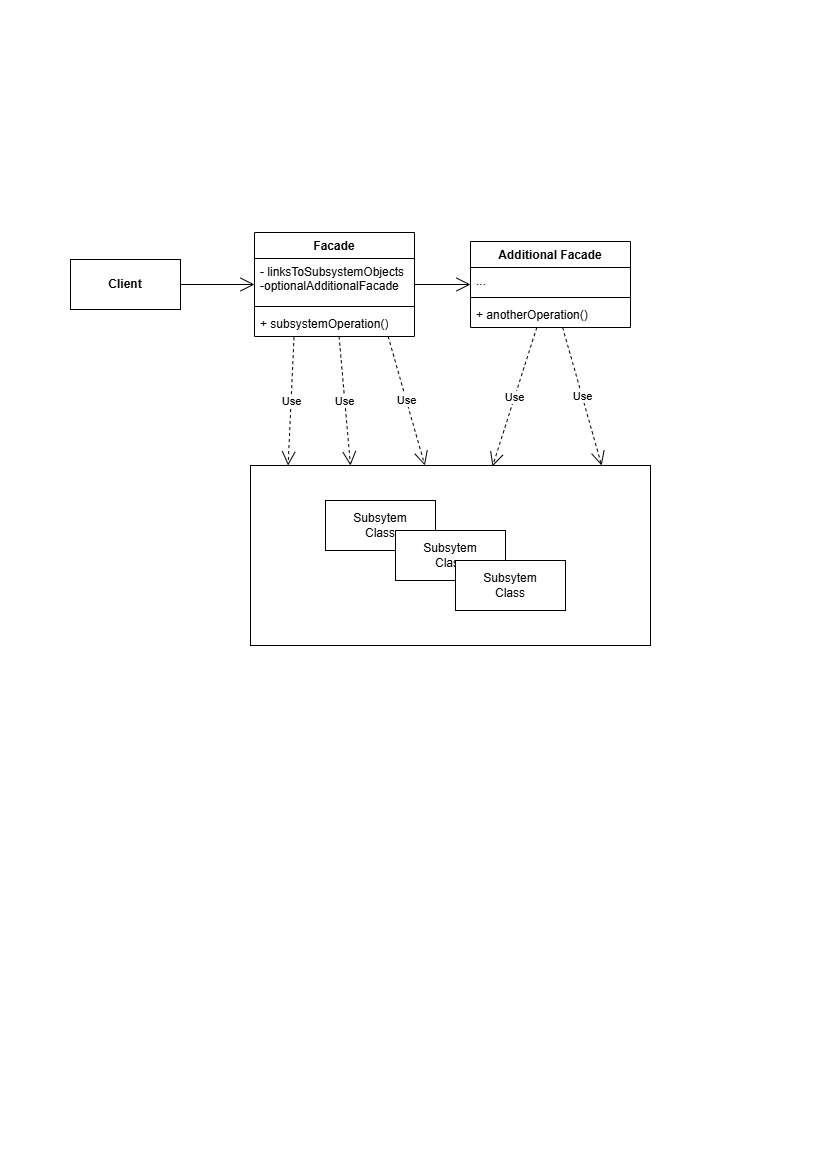 Client
Facade
- linksToSubsystemObjects
-optionalAdditionalFacade
+ subsystemOperation()
Additional Facade
...
+ anotherOperation()
Use
Use
Use
Use
Use
Subsytem
Class
Subsytem
Clas
Subsytem
Class